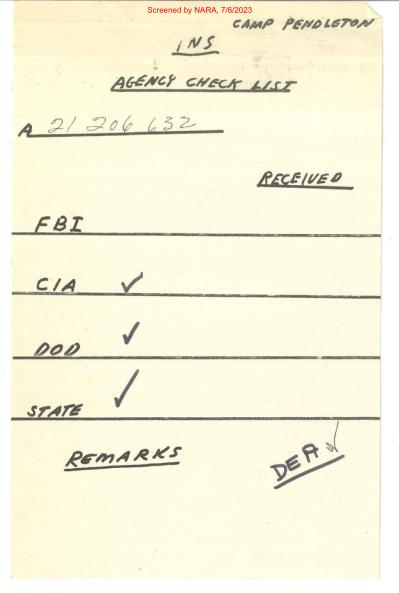 Screened by NARA, 7/6/2023
CAMP PENDLETON
INS
AGENCY CHECK LIST
A 21 206 632
RECEIVED
FBI
CIA ✓
DOD ✓
STATE ✓
REMARKS
DEA ✓